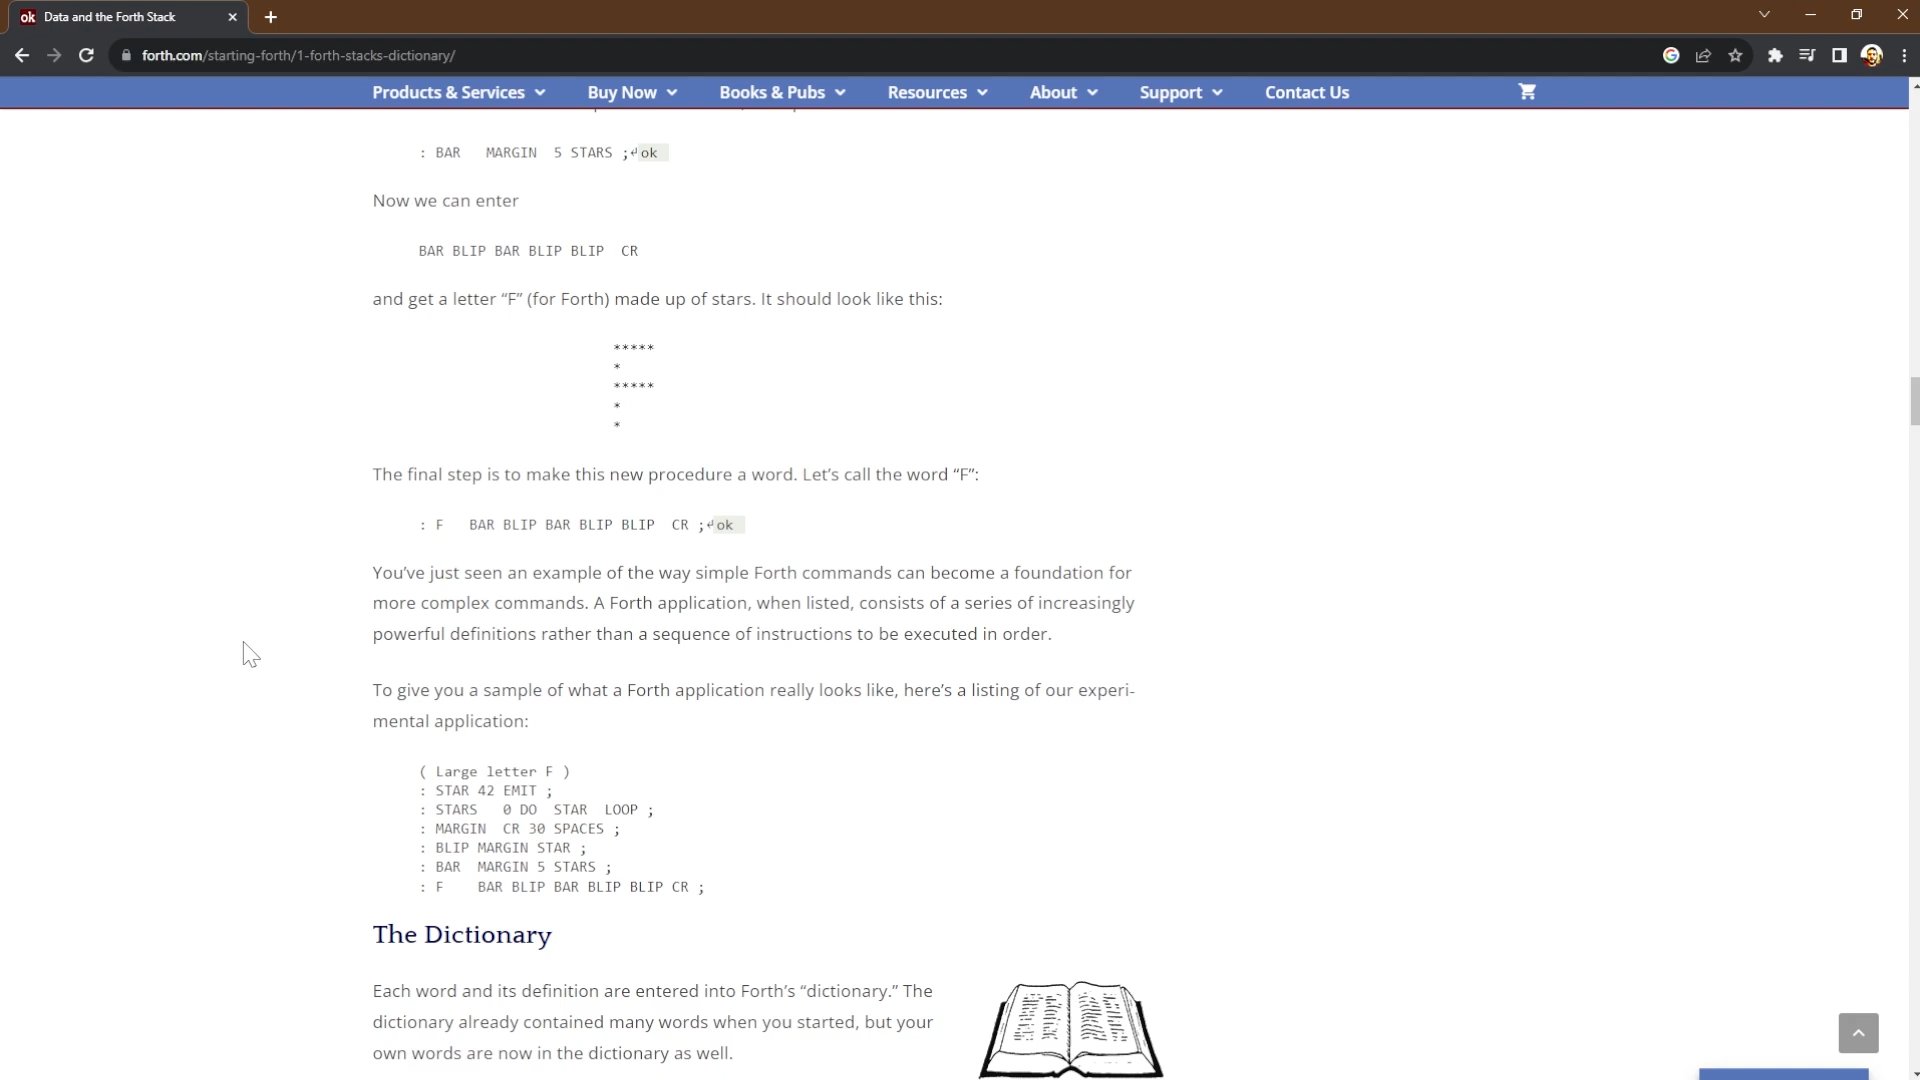 Data and the Forth Stack
forth.com/starting-forth/1-forth-stacks-dictionary/
Products & Services Buy Now Books & Pubs Resources About Support Contact Us
: BAR   MARGIN  5 STARS ;↲ok
Now we can enter
BAR BLIP BAR BLIP BLIP  CR
and get a letter “F” (for Forth) made up of stars. It should look like this:
*****
*
*****
*
*
The final step is to make this new procedure a word. Let’s call the word “F”:
: F   BAR BLIP BAR BLIP BLIP  CR ;↲ok
You’ve just seen an example of the way simple Forth commands can become a foundation for
more complex commands. A Forth application, when listed, consists of a series of increasingly
powerful definitions rather than a sequence of instructions to be executed in order.
To give you a sample of what a Forth application really looks like, here’s a listing of our experi-
mental application:
( Large letter F )
: STAR 42 EMIT ;
: STARS   0 DO  STAR  LOOP ;
: MARGIN  CR 30 SPACES ;
: BLIP MARGIN STAR ;
: BAR  MARGIN 5 STARS ;
: F    BAR BLIP BAR BLIP BLIP CR ;
The Dictionary
Each word and its definition are entered into Forth’s “dictionary.” The
dictionary already contained many words when you started, but your
own words are now in the dictionary as well.